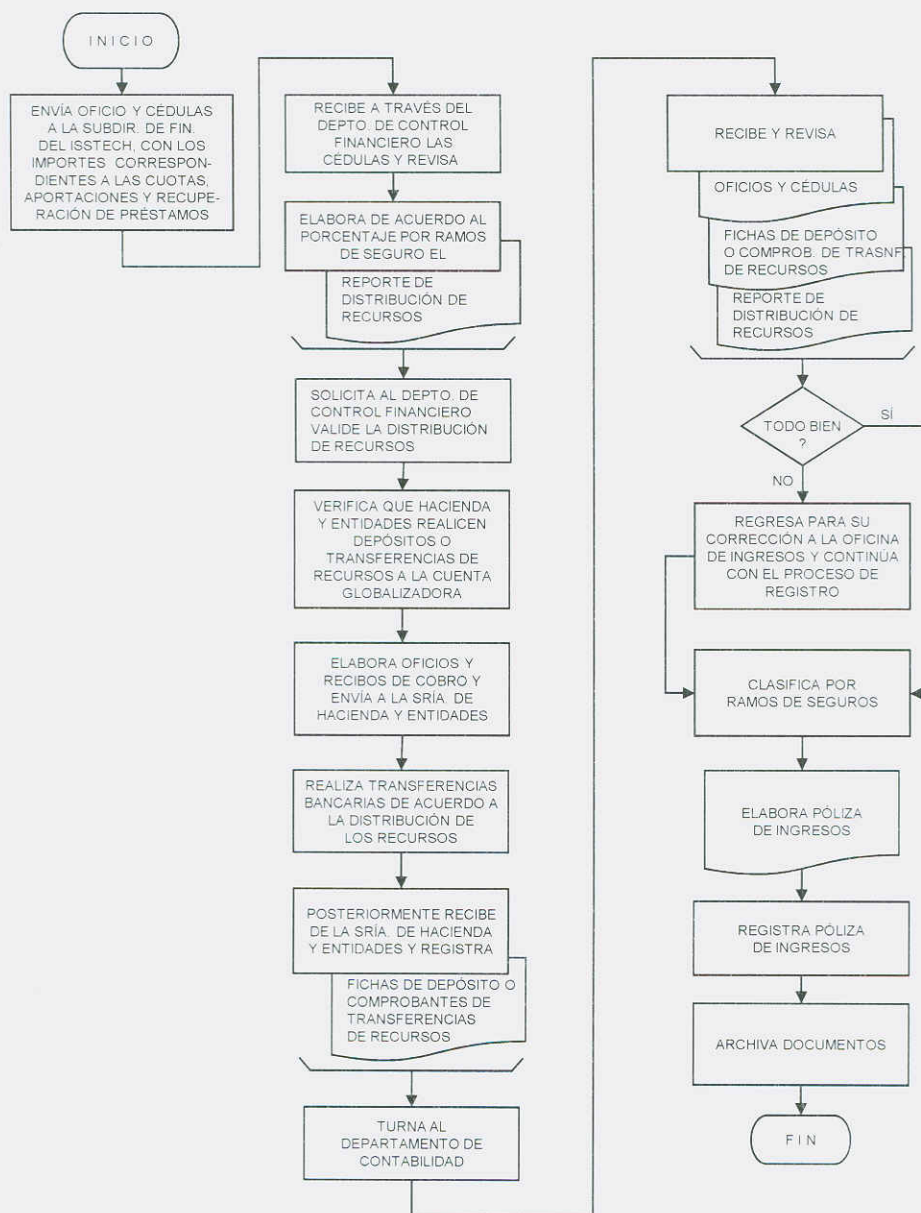 INICIO
ENVÍA OFICIO Y CÉDULAS
A LA SUBDIR. DE FIN.
DEL ISSTECH, CON LOS
IMPORTES CORRESPON-
DIENTES A LAS CUOTAS,
APORTACIONES Y RECUPE-
RACIÓN DE PRÉSTAMOS
RECIBE A TRAVÉS DEL
DEPTO. DE CONTROL
FINANCIERO LAS
CÉDULAS Y REVISA
ELABORA DE ACUERDO AL
PORCENTAJE POR RAMOS
DE SEGURO EL
REPORTE DE
DISTRIBUCIÓN DE
RECURSOS
SOLICITA AL DEPTO. DE
CONTROL FINANCIERO
VALIDE LA DISTRIBUCIÓN
DE RECURSOS
VERIFICA QUE HACIENDA
Y ENTIDADES REALICEN
DEPÓSITOS O
TRANSFERENCIAS DE
RECURSOS A LA CUENTA
GLOBALIZADORA
ELABORA OFICIOS Y
RECIBOS DE COBRO Y
ENVÍA A LA SRÍA. DE
HACIENDA Y ENTIDADES
REALIZA TRANSFERENCIAS
BANCARIAS DE ACUERDO A
LA DISTRIBUCIÓN DE
LOS RECURSOS
POSTERIORMENTE RECIBE
DE LA SRÍA. DE HACIENDA
Y ENTIDADES Y REGISTRA
FICHAS DE DEPÓSITO O
COMPROBANTES DE
TRANSFERENCIAS
DE RECURSOS
TURNA AL
DEPARTAMENTO DE
CONTABILIDAD
RECIBE Y REVISA
OFICIOS Y CÉDULAS
FICHAS DE DEPÓSITO
O COMPROB. DE TRASNF.
DE RECURSOS
REPORTE DE
DISTRIBUCIÓN DE
RECURSOS
TODO BIEN
?
SÍ
NO
REGRESA PARA SU
CORRECCIÓN A LA OFICINA
DE INGRESOS Y CONTINÚA
CON EL PROCESO DE
REGISTRO
CLASIFICA POR
RAMOS DE SEGUROS
ELABORA PÓLIZA
DE INGRESOS
REGISTRA PÓLIZA
DE INGRESOS
ARCHIVA DOCUMENTOS
FIN